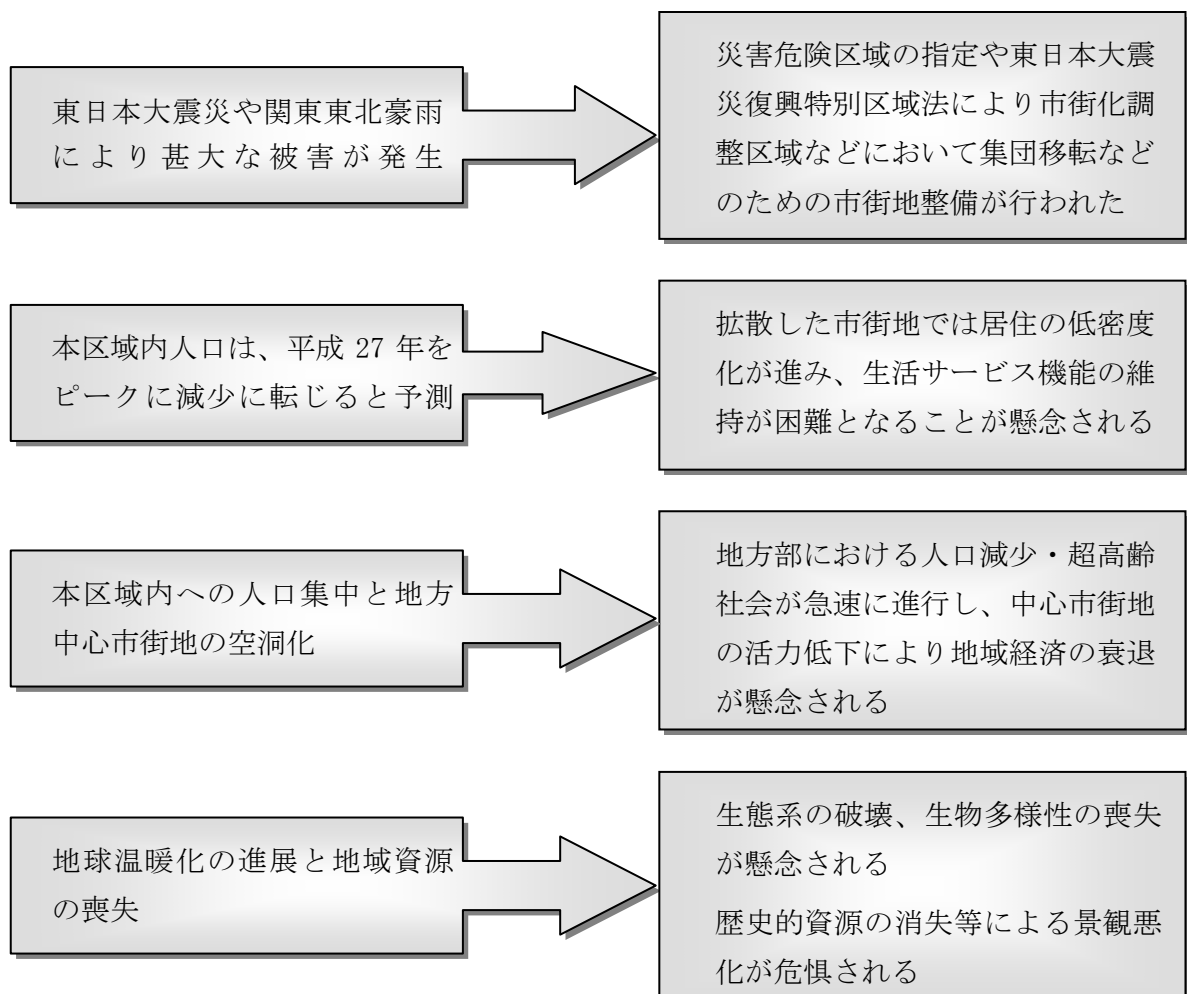 東日本大震災や関東東北豪雨
により甚大な被害が発生
災害危険区域の指定や東日本大震
災復興特別区域法により市街化調
整区域などにおいて集団移転など
のための市街地整備が行われた
本区域内人口は、平成 27 年を
ピークに減少に転じると予測
拡散した市街地では居住の低密度
化が進み、生活サービス機能の維
持が困難となることが懸念される
本区域内への人口集中と地方
中心市街地の空洞化
地方部における人口減少・超高齢
社会が急速に進行し、中心市街地
の活力低下により地域経済の衰退
が懸念される
地球温暖化の進展と地域資源
の喪失
生態系の破壊、生物多様性の喪失
が懸念される
歴史的資源の消失等による景観悪
化が危惧される